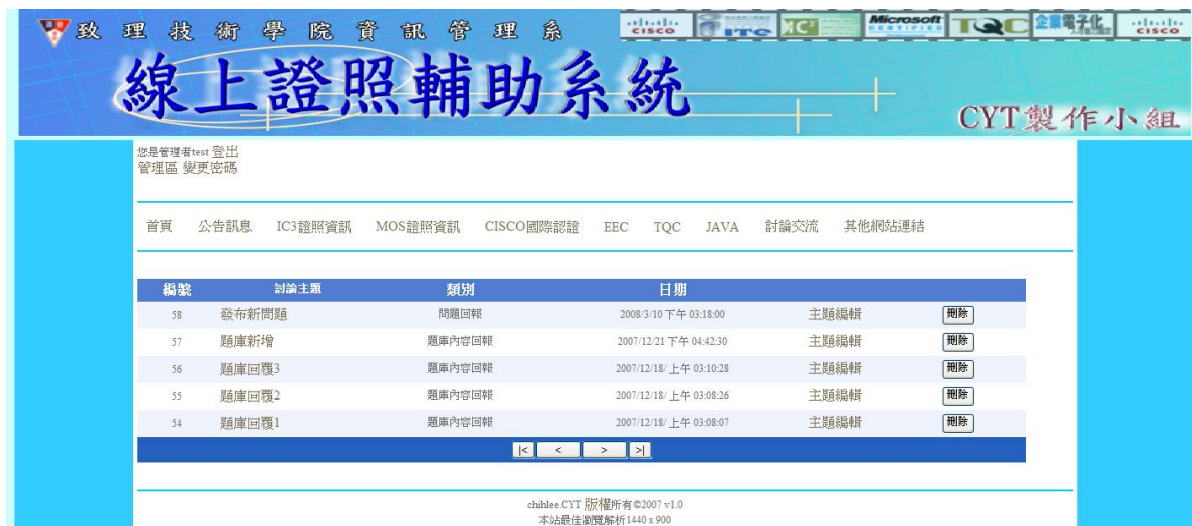 致理技術學院資訊管理系
CISCO ITC IC³ Microsoft CERTIFIED TQC 企業電子化 CISCO
線上證照輔助系統
CYT製作小組
您是管理者test 登出
管理區 變更密碼
首頁 公告訊息 IC3證照資訊 MOS證照資訊 CISCO國際認證 EEC TQC JAVA 討論交流 其他網站連結
編號 討論主題 類別 日期
58 發布新問題 問題回報 2008/3/10 下午 03:18:00 主題編輯 刪除
57 題庫新增 題庫內容回報 2007/12/21 下午 04:42:30 主題編輯 刪除
56 題庫回覆3 題庫內容回報 2007/12/18/ 上午 03:10:28 主題編輯 刪除
55 題庫回覆2 題庫內容回報 2007/12/18/ 上午 03:08:26 主題編輯 刪除
54 題庫回覆1 題庫內容回報 2007/12/18/ 上午 03:08:07 主題編輯 刪除
|< < > >|
chihlee.CYT 版權所有©2007 v1.0
本站最佳瀏覽解析1440 x 900